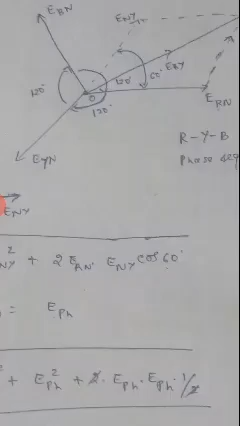 E_BN
E_NY
E_RY
120° 120° 60°
O
E_RN
120°
R-Y-B
E_YN
Phase
E_NY
NY² + 2 E_RN · E_NY cos 60°
= E_Ph
+ E_Ph² + 2 · E_Ph · E_Ph · 1/2